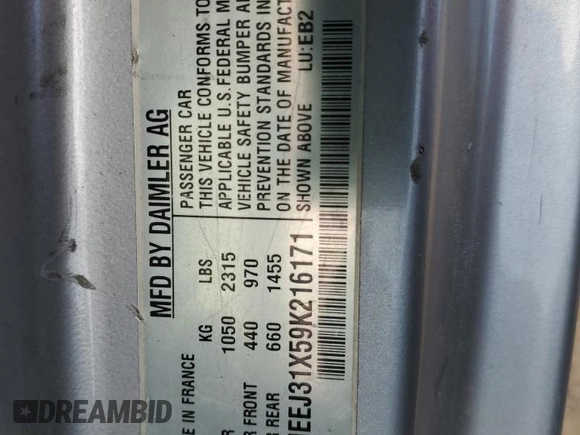 MFD BY DAIMLER AG
PASSENGER CAR
THIS VEHICLE CONFORMS TO
APPLICABLE U.S. FEDERAL M
VEHICLE SAFETY BUMPER AN
PREVENTION STANDARDS IN
ON THE DATE OF MANUFACT
SHOWN ABOVE LU:EB2
E IN FRANCE
KG LBS
R 1050 2315
R FRONT 440 970
R REAR 660 1455
EEJ31X59K216171
DREAMBID